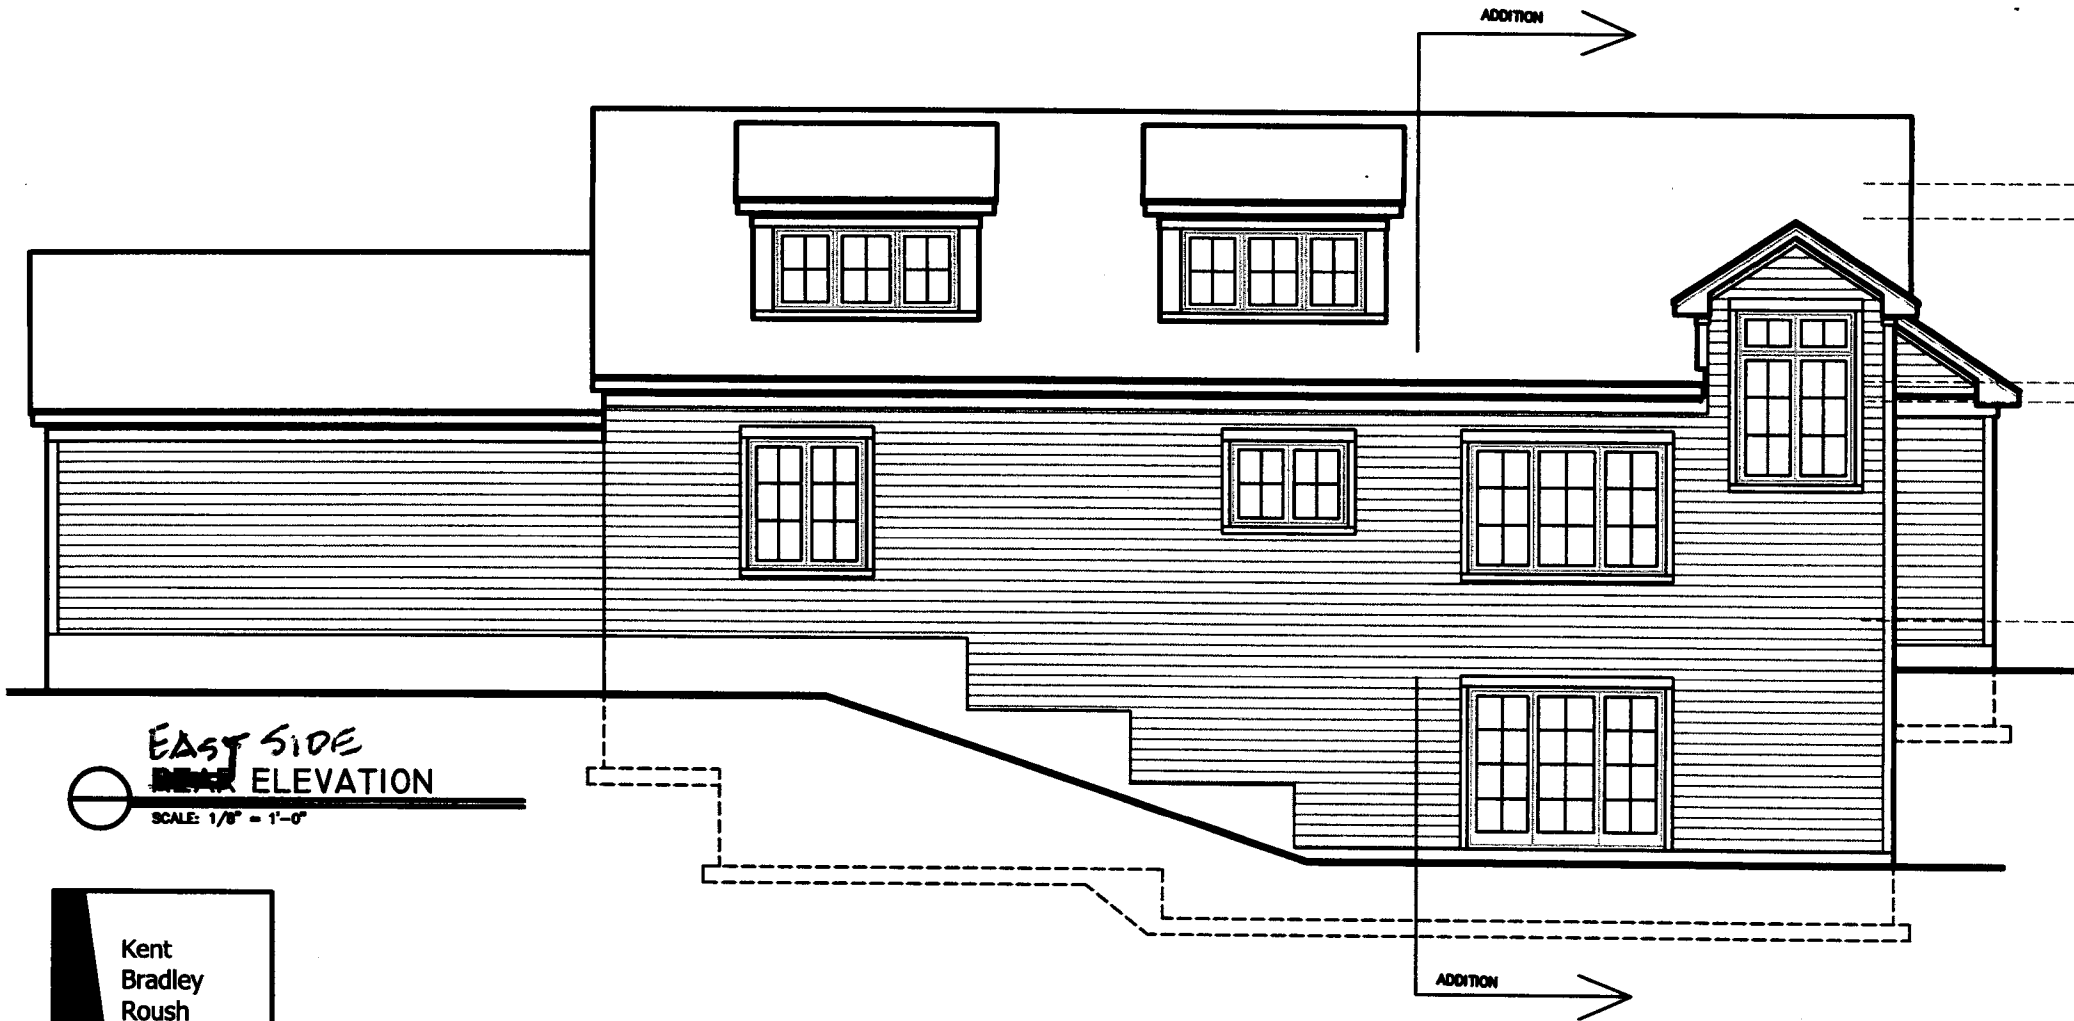 ADDITION
EAST SIDE
ELEVATION
SCALE: 1/8" = 1'-0"
Kent
Bradley
Roush
ADDITION